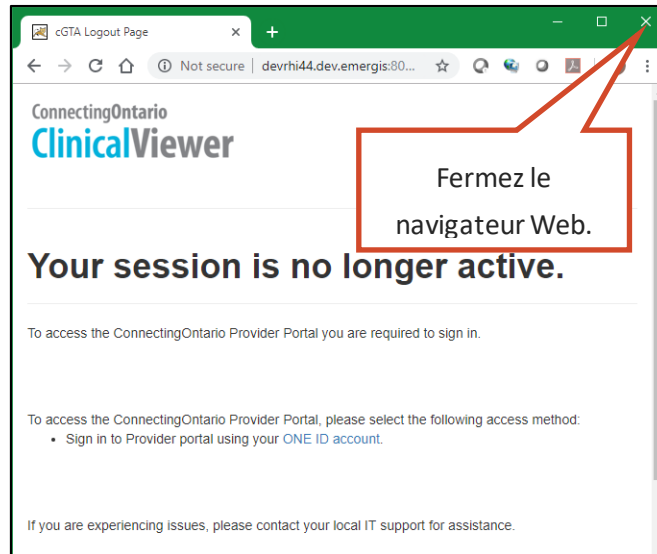 cGTA Logout Page
Not secure | devrhi44.dev.emergis:80...
ConnectingOntario
ClinicalViewer
Fermez le
navigateur Web.
Your session is no longer active.
To access the ConnectingOntario Provider Portal you are required to sign in.
To access the ConnectingOntario Provider Portal, please select the following access method:
• Sign in to Provider portal using your ONE ID account.
If you are experiencing issues, please contact your local IT support for assistance.